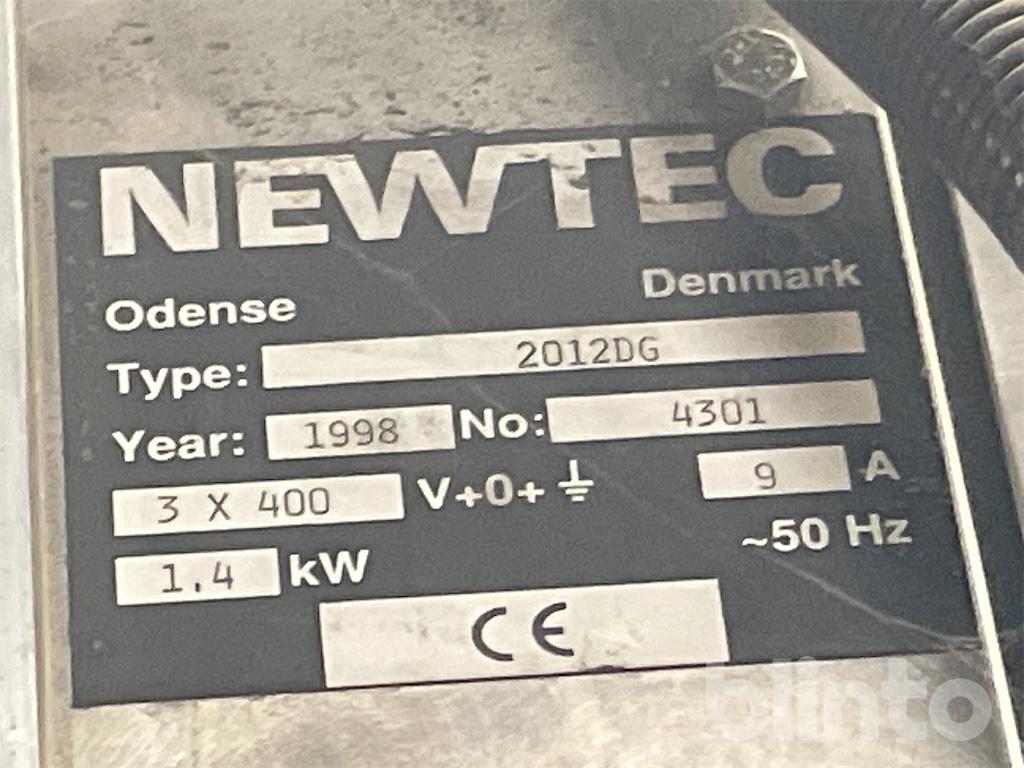 NEWTEC
Odense Denmark
Type: 2012DG
Year: 1998 No: 4301
3 X 400 V+0+⏚ 9 A
1,4 kW ~50 Hz
CE
blinto